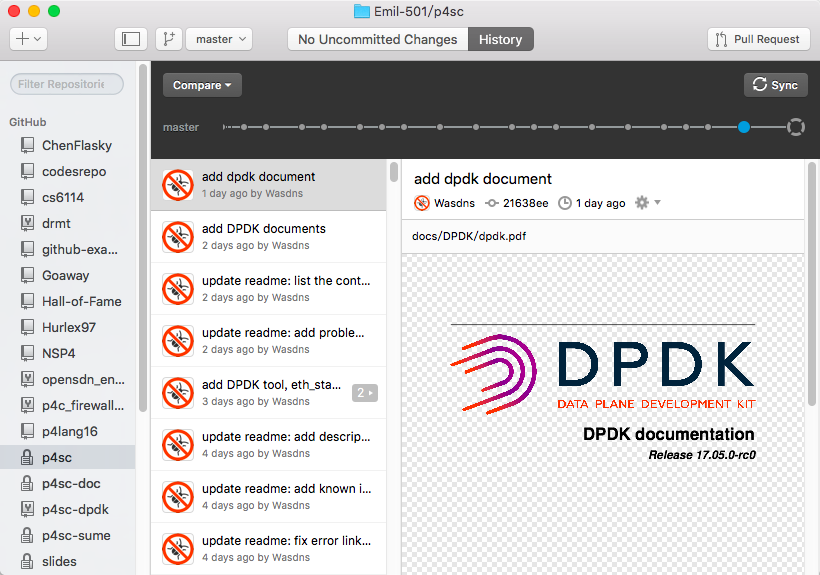 Emil-501/p4sc
master
No Uncommitted Changes
History
Pull Request
Filter Repositorie
GitHub
ChenFlasky
codesrepo
cs6114
drmt
github-exa...
Goaway
Hall-of-Fame
Hurlex97
NSP4
opensdn_en...
p4c_firewall...
p4lang16
p4sc
p4sc-doc
p4sc-dpdk
p4sc-sume
slides
Compare
Sync
master
add dpdk document
1 day ago by Wasdns
add DPDK documents
2 days ago by Wasdns
update readme: list the cont...
2 days ago by Wasdns
update readme: add proble...
2 days ago by Wasdns
add DPDK tool, eth_sta...
3 days ago by Wasdns
2
update readme: add descrip...
4 days ago by Wasdns
update readme: add known i...
4 days ago by Wasdns
update readme: fix error link...
4 days ago by Wasdns
add dpdk document
Wasdns 21638ee 1 day ago
docs/DPDK/dpdk.pdf
DPDK
DATA PLANE DEVELOPMENT KIT
DPDK documentation
Release 17.05.0-rc0